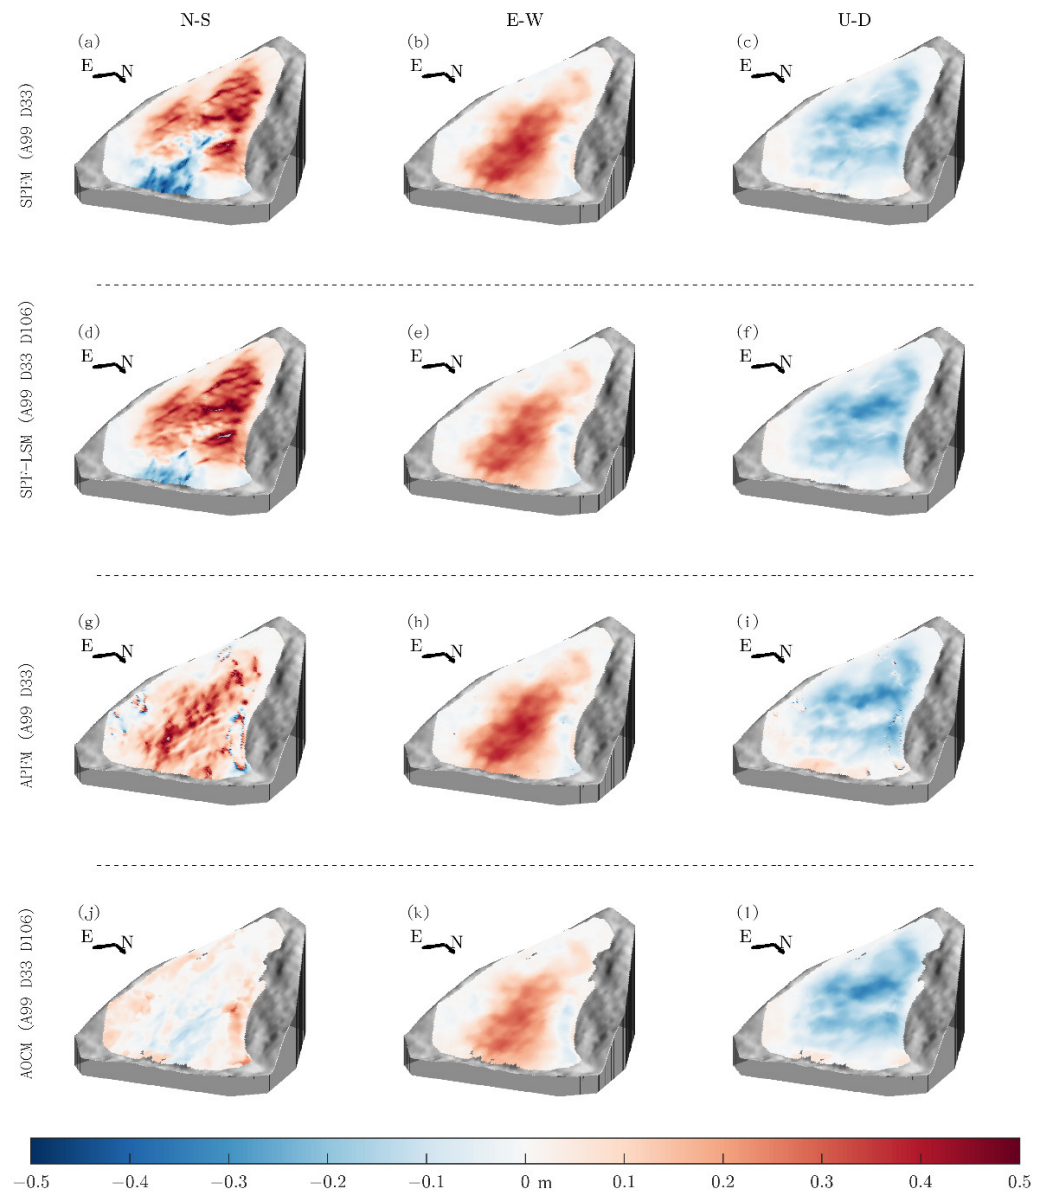 N-S E-W U-D
(a) (b) (c)
E N E N E N
SPFM (A99 D33)
(d) (e) (f)
E N E N E N
SPF-LSM (A99 D33 D106)
(g) (h) (i)
E N E N E N
APFM (A99 D33)
(j) (k) (l)
E N E N E N
AOCM (A99 D33 D106)
−0.5 −0.4 −0.3 −0.2 −0.1 0 m 0.1 0.2 0.3 0.4 0.5